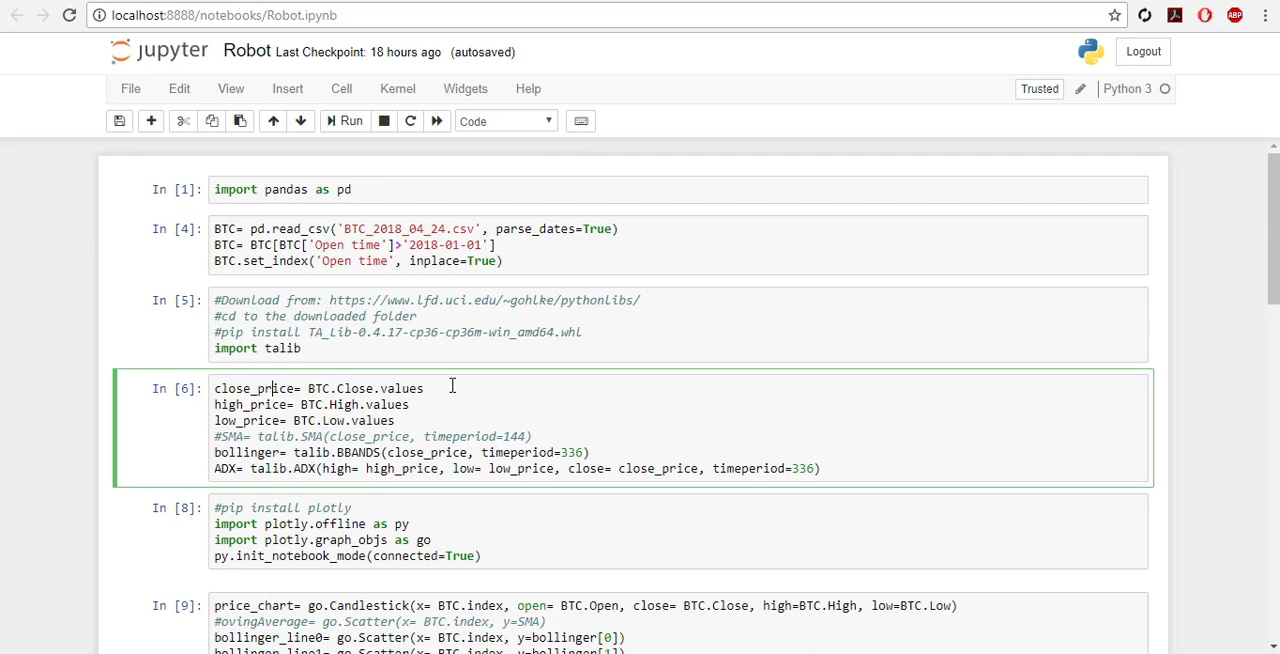 localhost:8888/notebooks/Robot.ipynb
ABP
jupyter Robot Last Checkpoint: 18 hours ago (autosaved)
Logout
File Edit View Insert Cell Kernel Widgets Help
Trusted
Python 3
Run
Code
In [1]: import pandas as pd
In [4]: BTC= pd.read_csv('BTC_2018_04_24.csv', parse_dates=True)
BTC= BTC[BTC['Open time']>'2018-01-01']
BTC.set_index('Open time', inplace=True)
In [5]: #Download from: https://www.lfd.uci.edu/~gohlke/pythonlibs/
#cd to the downloaded folder
#pip install TA_Lib-0.4.17-cp36-cp36m-win_amd64.whl
import talib
In [6]: close_price= BTC.Close.values
high_price= BTC.High.values
low_price= BTC.Low.values
#SMA= talib.SMA(close_price, timeperiod=144)
bollinger= talib.BBANDS(close_price, timeperiod=336)
ADX= talib.ADX(high= high_price, low= low_price, close= close_price, timeperiod=336)
In [8]: #pip install plotly
import plotly.offline as py
import plotly.graph_objs as go
py.init_notebook_mode(connected=True)
In [9]: price_chart= go.Candlestick(x= BTC.index, open= BTC.Open, close= BTC.Close, high=BTC.High, low=BTC.Low)
#ovingAverage= go.Scatter(x= BTC.index, y=SMA)
bollinger_line0= go.Scatter(x= BTC.index, y=bollinger[0])
bollinger_line1= go.Scatter(x= BTC.index, y=bollinger[1])